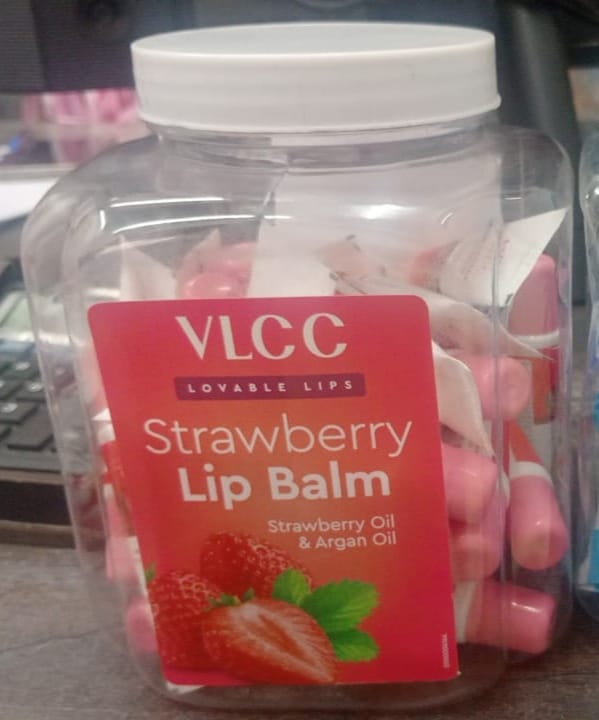 VLCC
LOVABLE LIPS
Strawberry
Lip Balm
Strawberry Oil
& Argan Oil